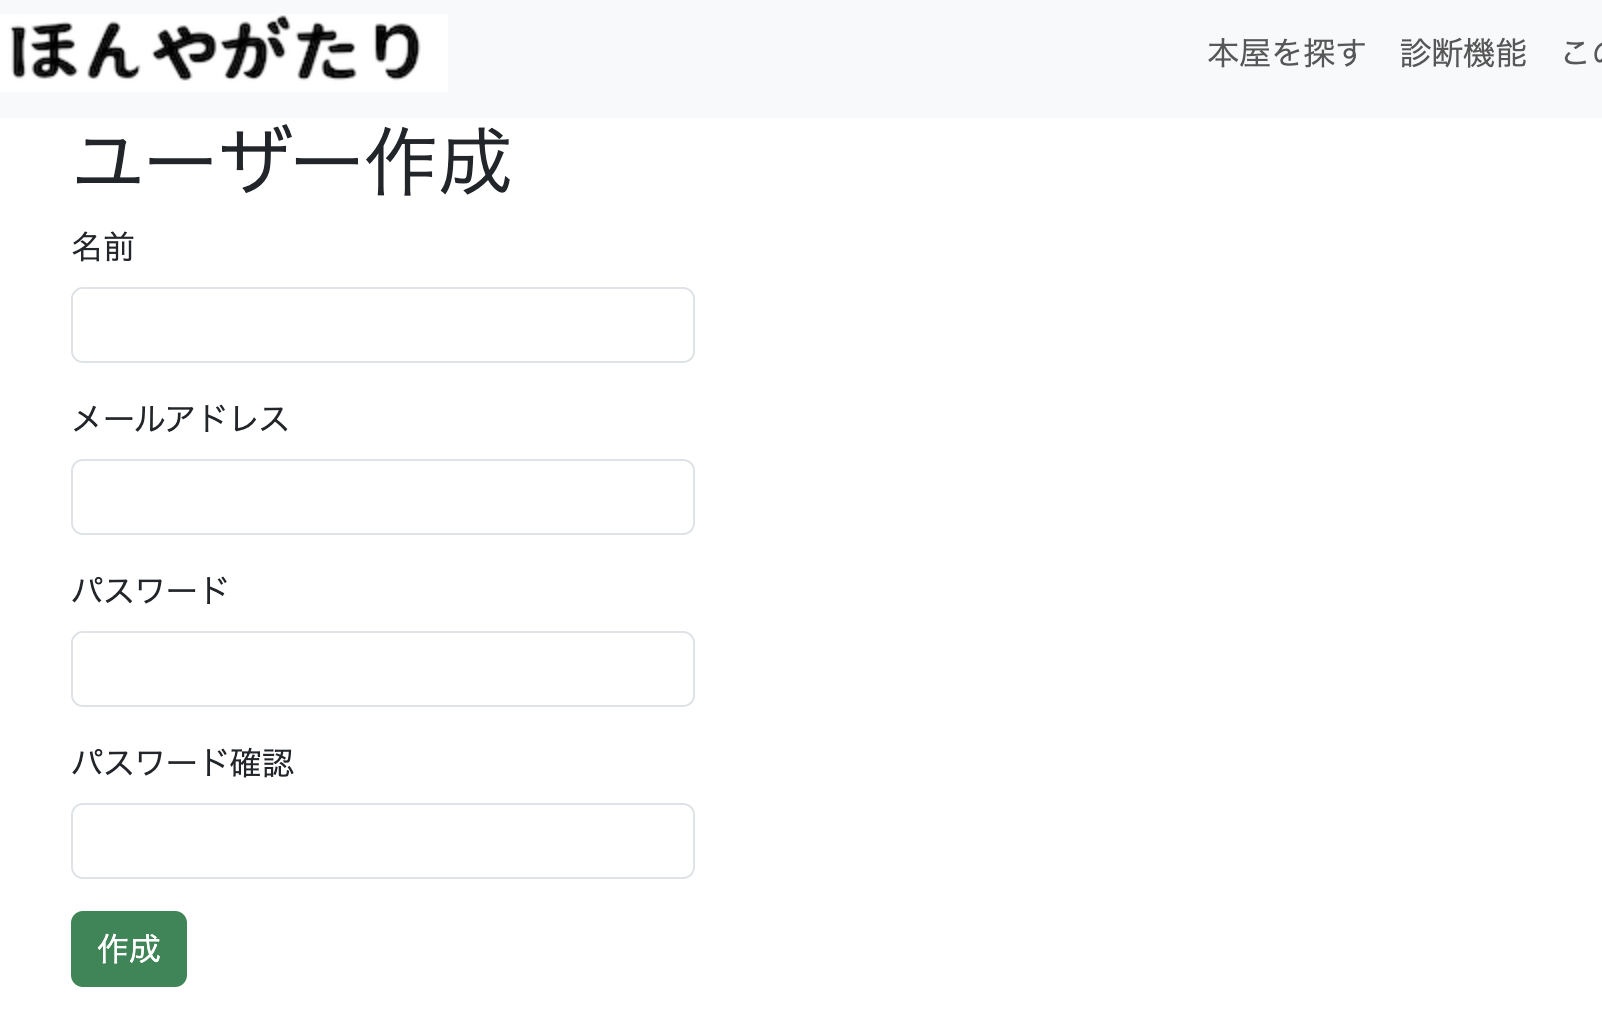 ほんやがたり
本屋を探す 診断機能 この
ユーザー作成
名前
メールアドレス
パスワード
パスワード確認
作成